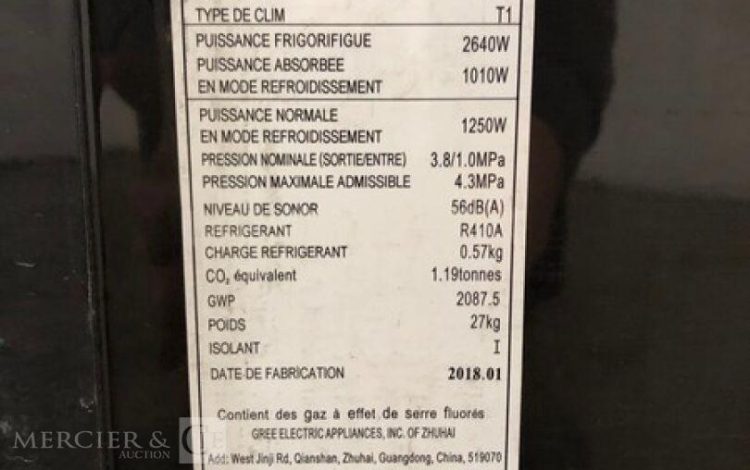 TYPE DE CLIM T1
PUISSANCE FRIGORIFIGUE 2640W
PUISSANCE ABSORBEE
EN MODE REFROIDISSEMENT 1010W
PUISSANCE NORMALE
EN MODE REFROIDISSEMENT 1250W
PRESSION NOMINALE (SORTIE/ENTRE) 3.8/1.0MPa
PRESSION MAXIMALE ADMISSIBLE 4.3MPa
NIVEAU DE SONOR 56dB(A)
REFRIGERANT R410A
CHARGE REFRIGERANT 0.57kg
CO₂ équivalent 1.19tonnes
GWP 2087.5
POIDS 27kg
ISOLANT I
DATE DE FABRICATION 2018.01
Contient des gaz à effet de serre fluorés
GREE ELECTRIC APPLIANCES, INC. OF ZHUHAI
Add: West Jinji Rd, Qianshan, Zhuhai, Guangdong, China, 519070
MERCIER & Cie
AUCTION